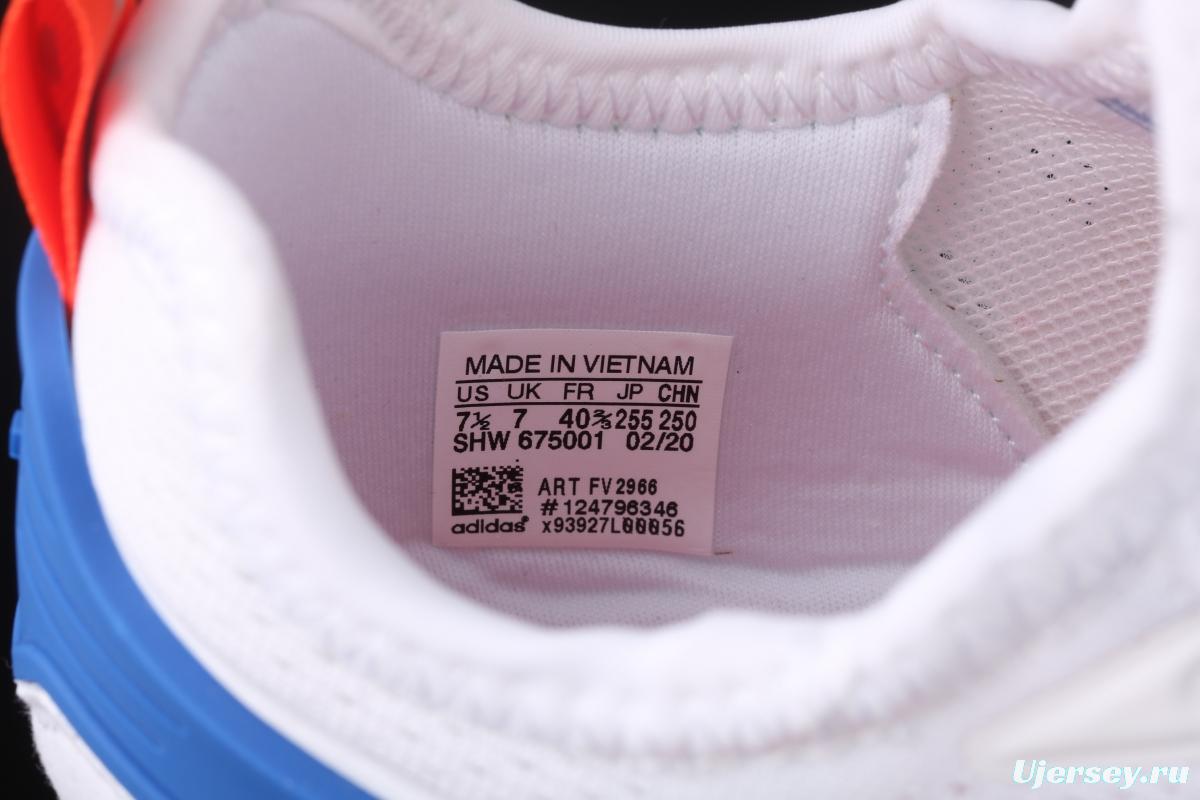 MADE IN VIETNAM
US UK FR JP CHN
7½ 7 40⅔ 255 250
SHW 675001 02/20
ART FV2966
#124796346
adidas® x93927L00056
Ujersey.ru